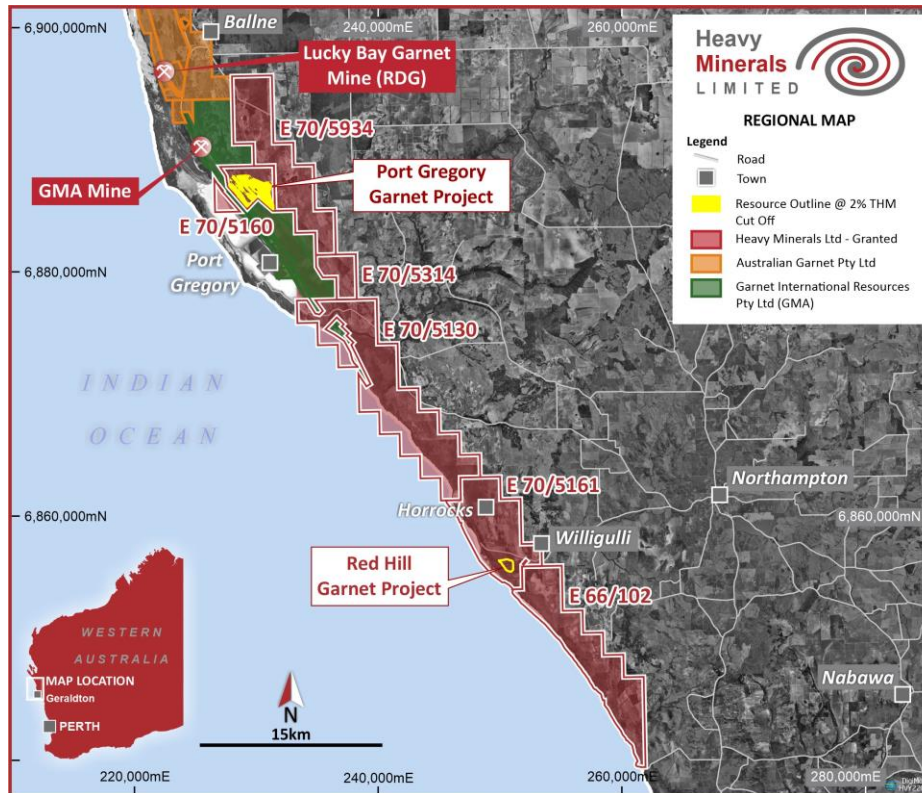 6,900,000mN
240,000mE
260,000mE
Ballne
Lucky Bay Garnet
Mine (RDG)
Heavy
Minerals
LIMITED
REGIONAL MAP
Legend
Road
Town
Resource Outline @ 2% THM
Cut Off
Heavy Minerals Ltd - Granted
Australian Garnet Pty Ltd
Garnet International Resources
Pty Ltd (GMA)
E 70/5934
GMA Mine
Port Gregory
Garnet Project
E 70/5160
Port
Gregory
6,880,000mN
E 70/5314
E 70/5130
INDIAN
OCEAN
E 70/5161
Northampton
Horrocks
6,860,000mN
6,860,000mN
Willigulli
Red Hill
Garnet Project
E 66/102
WESTERN
AUSTRALIA
MAP LOCATION
Geraldton
PERTH
N
15km
Nabawa
220,000mE
240,000mE
260,000mE
280,000mE